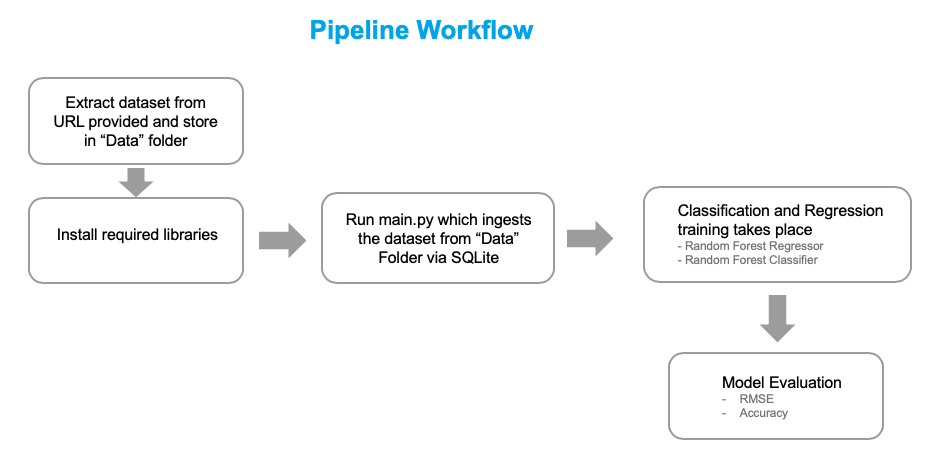 Pipeline Workflow
Extract dataset from
URL provided and store
in “Data” folder
Install required libraries
Run main.py which ingests
the dataset from “Data”
Folder via SQLite
Classification and Regression
training takes place
- Random Forest Regressor
- Random Forest Classifier
Model Evaluation
- RMSE
- Accuracy